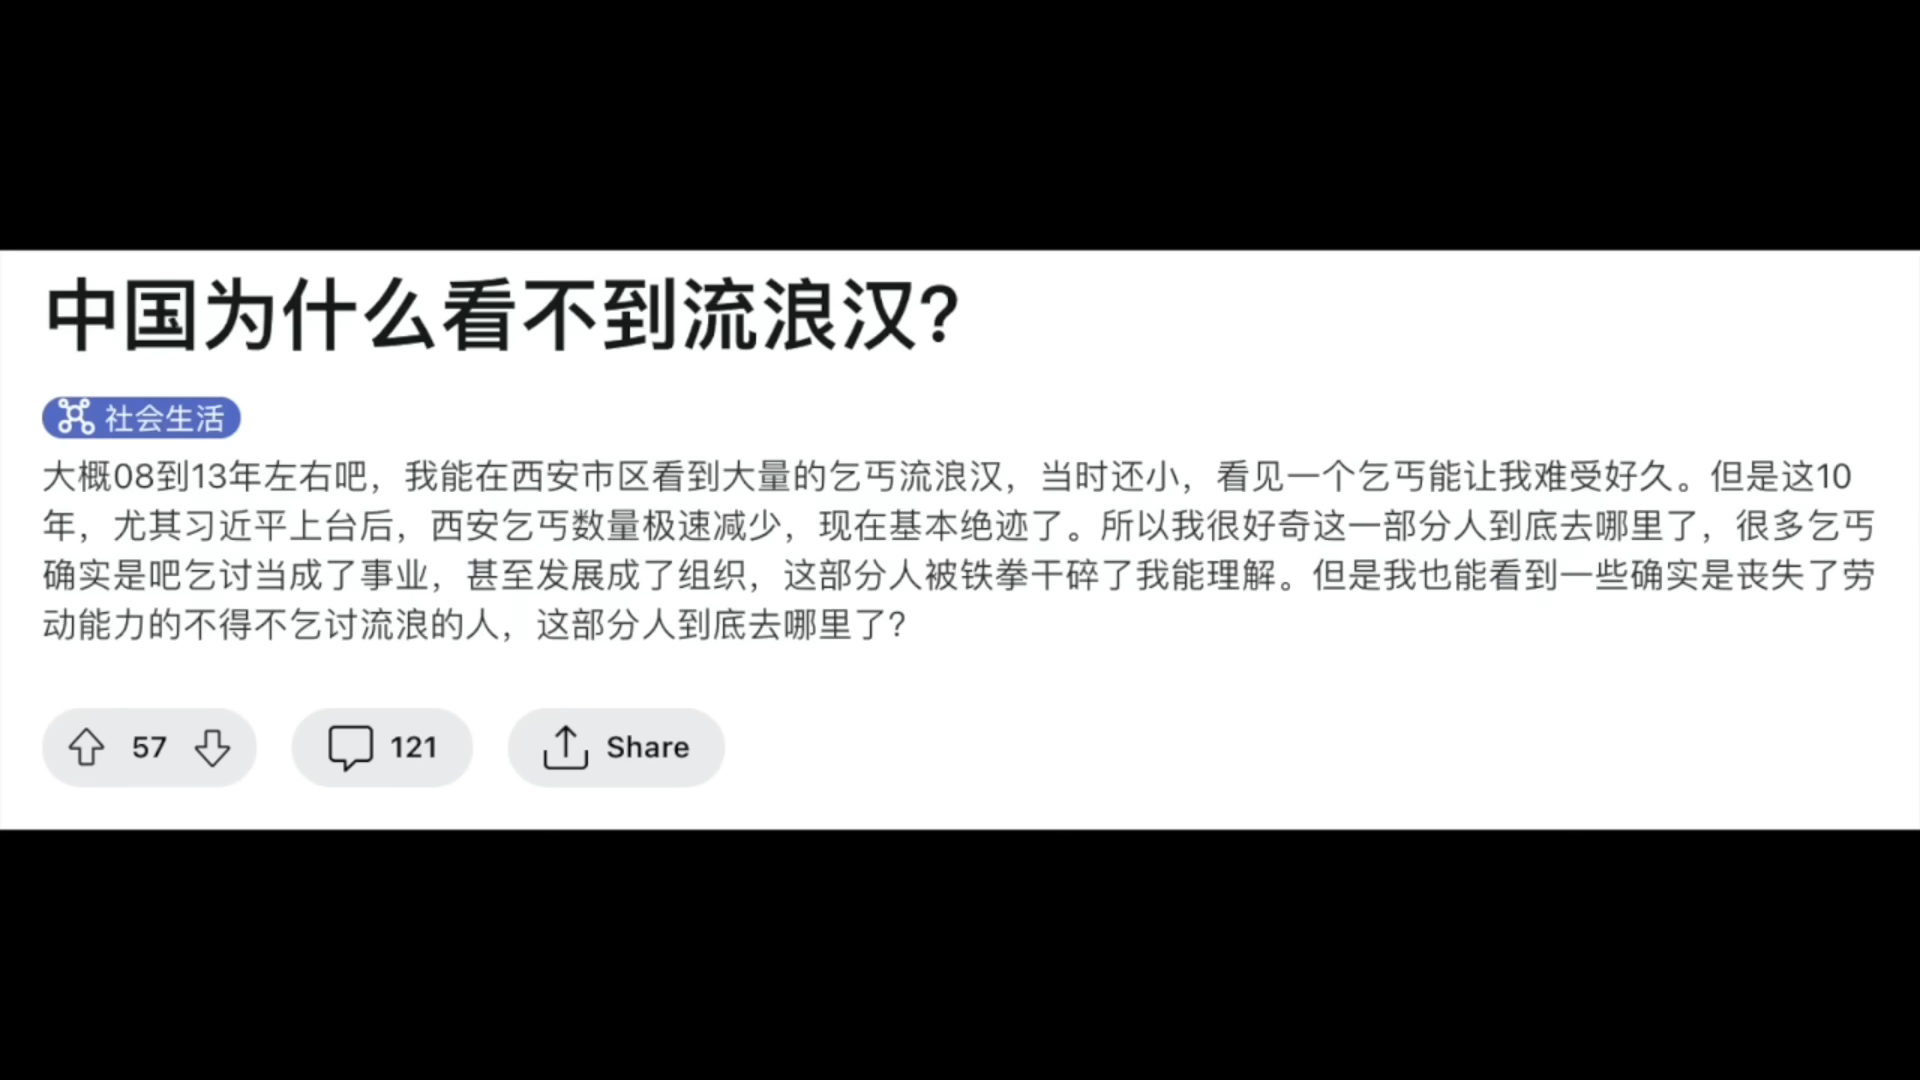 中国为什么看不到流浪汉?
社会生活
大概08到13年左右吧，我能在西安市区看到大量的乞丐流浪汉，当时还小，看见一个乞丐能让我难受好久。但是这10
年，尤其习近平上台后，西安乞丐数量极速减少，现在基本绝迹了。所以我很好奇这一部分人到底去哪里了，很多乞丐
确实是吧乞讨当成了事业，甚至发展成了组织，这部分人被铁拳干碎了我能理解。但是我也能看到一些确实是丧失了劳
动能力的不得不乞讨流浪的人，这部分人到底去哪里了?
57 121 Share